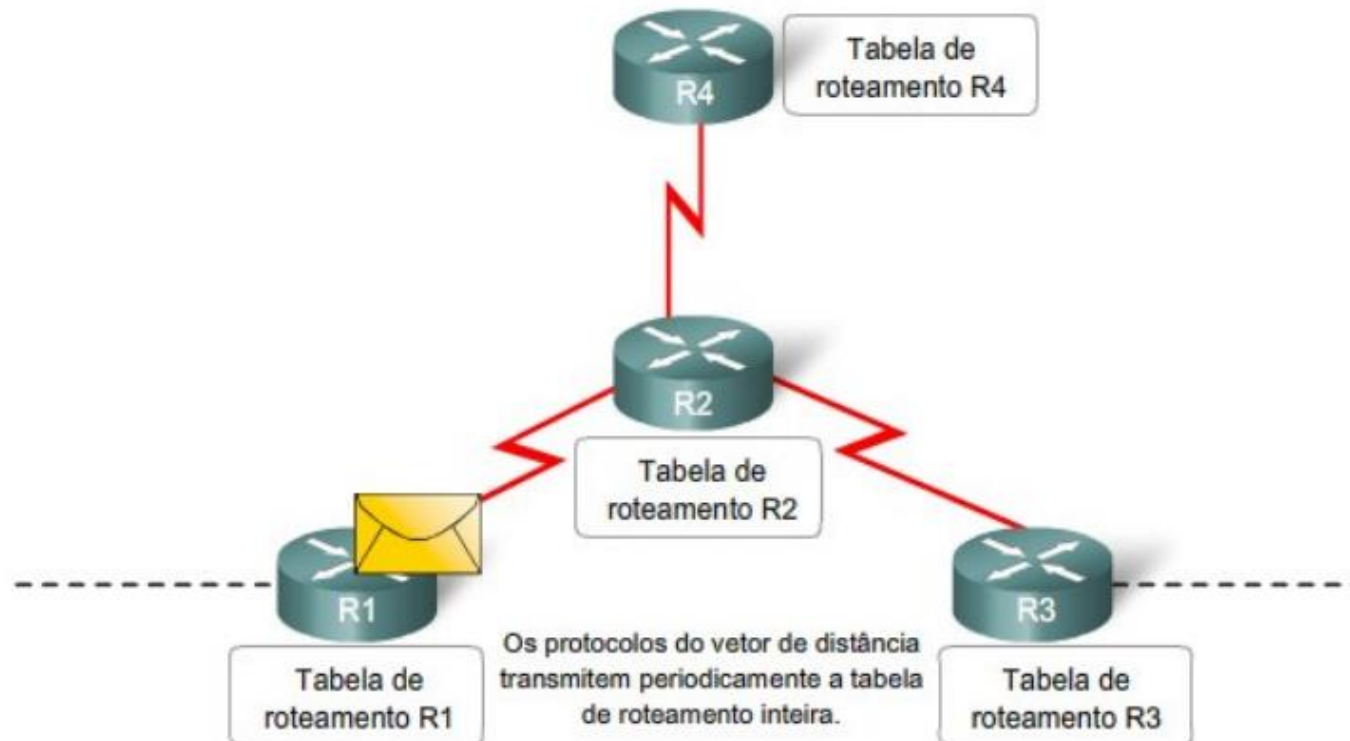 R4
Tabela de
roteamento R4
R2
Tabela de
roteamento R2
R1
Tabela de
roteamento R1
Os protocolos do vetor de distância
transmitem periodicamente a tabela
de roteamento inteira.
R3
Tabela de
roteamento R3